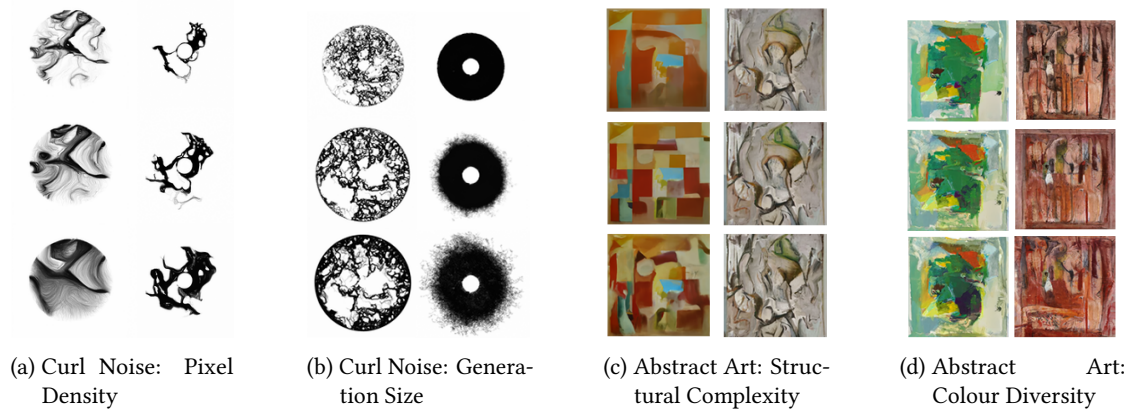 (a) Curl Noise: Pixel
Density
(b) Curl Noise: Genera-
tion Size
(c) Abstract Art: Struc-
tural Complexity
(d) Abstract Art:
Colour Diversity